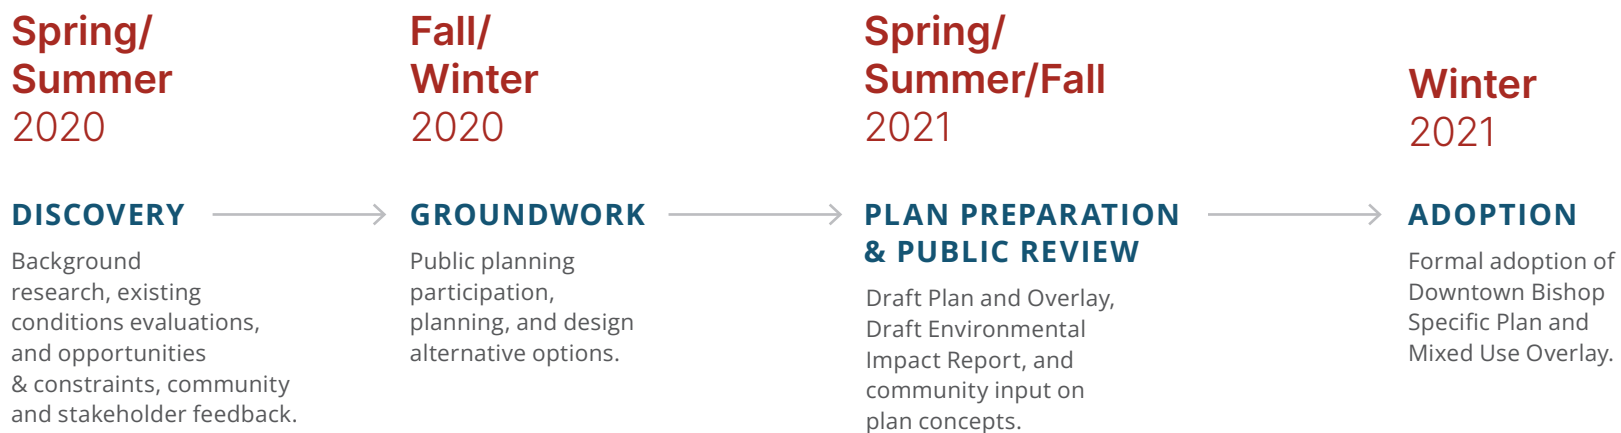 Spring/
Summer
2020
DISCOVERY
Background
research, existing
conditions evaluations,
and opportunities
& constraints, community
and stakeholder feedback.
Fall/
Winter
2020
GROUNDWORK
Public planning
participation,
planning, and design
alternative options.
Spring/
Summer/Fall
2021
PLAN PREPARATION
& PUBLIC REVIEW
Draft Plan and Overlay,
Draft Environmental
Impact Report, and
community input on
plan concepts.
Winter
2021
ADOPTION
Formal adoption of
Downtown Bishop
Specific Plan and
Mixed Use Overlay.